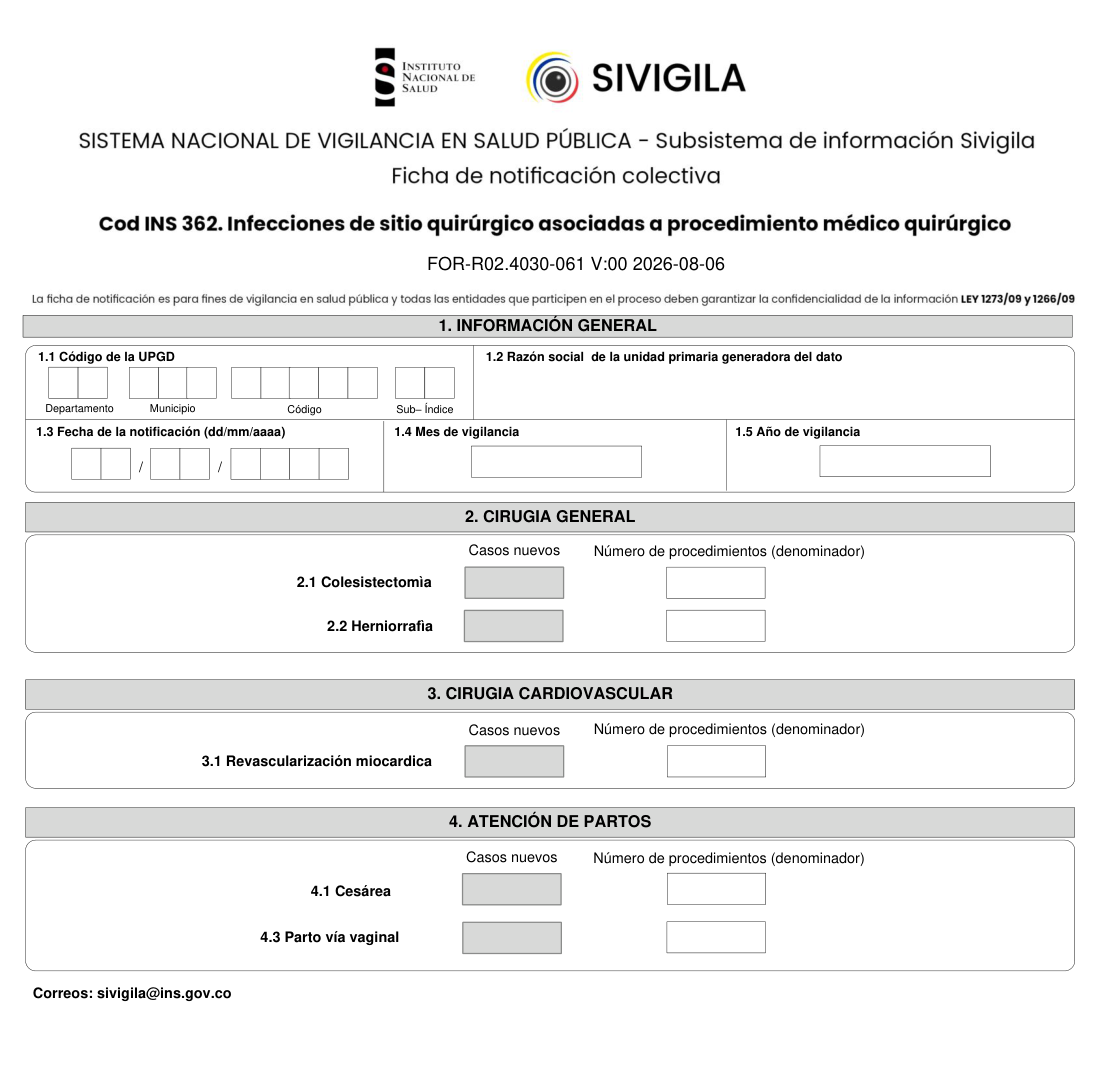 INSTITUTO
NACIONAL DE
SALUD
SIVIGILA
SISTEMA NACIONAL DE VIGILANCIA EN SALUD PÚBLICA - Subsistema de información Sivigila
Ficha de notificación colectiva
Cod INS 362. Infecciones de sitio quirúrgico asociadas a procedimiento médico quirúrgico
FOR-R02.4030-061 V:00 2026-08-06
La ficha de notificación es para fines de vigilancia en salud pública y todas las entidades que participen en el proceso deben garantizar la confidencialidad de la información LEY 1273/09 y 1266/09
1. INFORMACIÓN GENERAL
1.1 Código de la UPGD
Departamento Municipio Código Sub– Índice
1.2 Razón social de la unidad primaria generadora del dato
1.3 Fecha de la notificación (dd/mm/aaaa)
/ /
1.4 Mes de vigilancia
1.5 Año de vigilancia
2. CIRUGIA GENERAL
Casos nuevos Número de procedimientos (denominador)
2.1 Colesistectomìa
2.2 Herniorrafìa
3. CIRUGIA CARDIOVASCULAR
Casos nuevos Número de procedimientos (denominador)
3.1 Revascularización miocardica
4. ATENCIÓN DE PARTOS
Casos nuevos Número de procedimientos (denominador)
4.1 Cesárea
4.3 Parto vía vaginal
Correos: sivigila@ins.gov.co